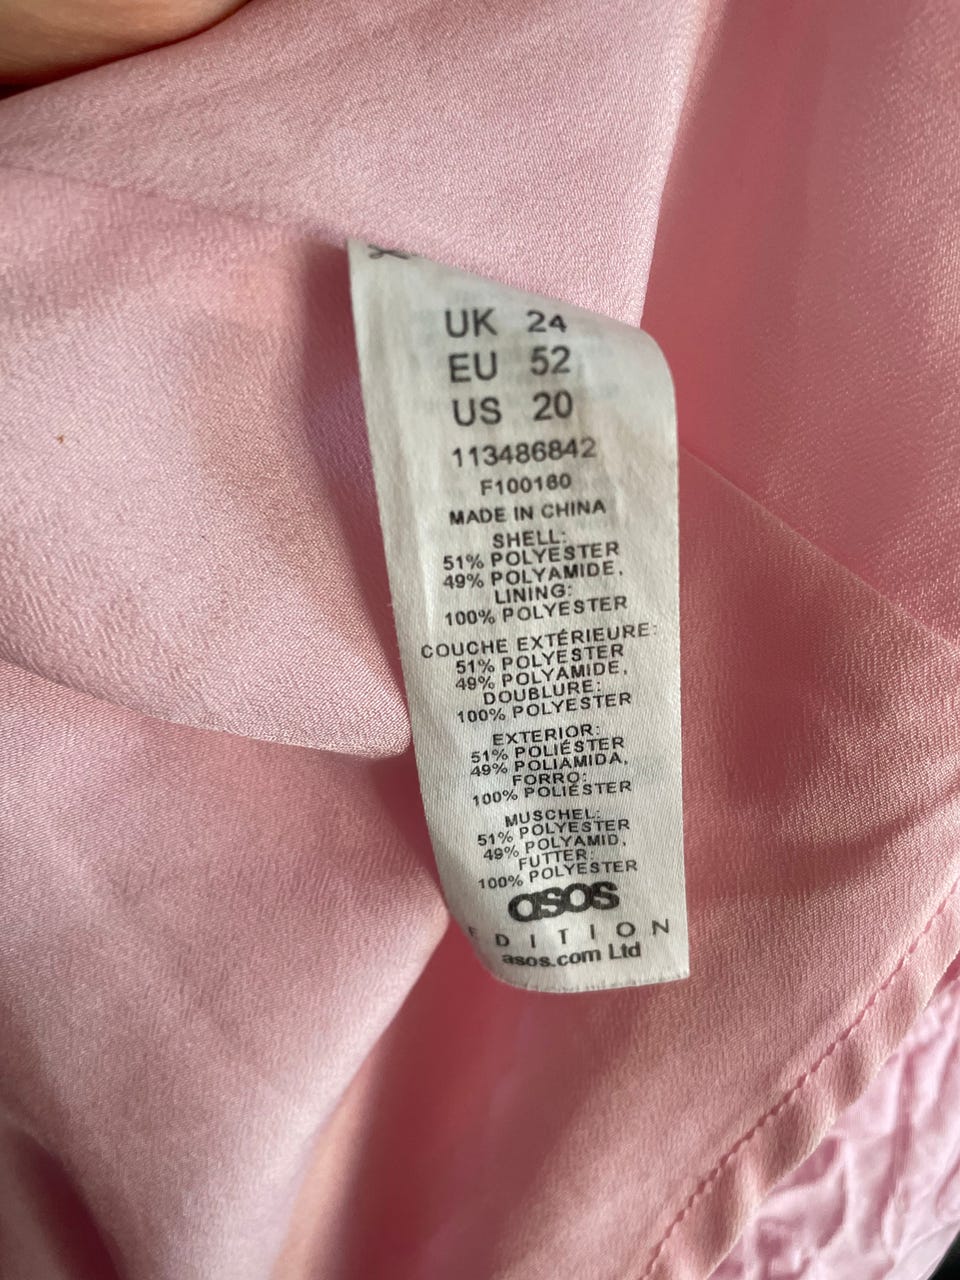 UK 24
EU 52
US 20
113486842
F100160
MADE IN CHINA
SHELL:
51% POLYESTER
49% POLYAMIDE,
LINING:
100% POLYESTER
COUCHE EXTÉRIEURE:
51% POLYESTER
49% POLYAMIDE,
DOUBLURE:
100% POLYESTER
EXTERIOR:
51% POLIÉSTER
49% POLIAMIDA,
FORRO:
100% POLIÉSTER
MUSCHEL:
51% POLYESTER
49% POLYAMID,
FUTTER:
100% POLYESTER
asos
EDITION
asos.com Ltd